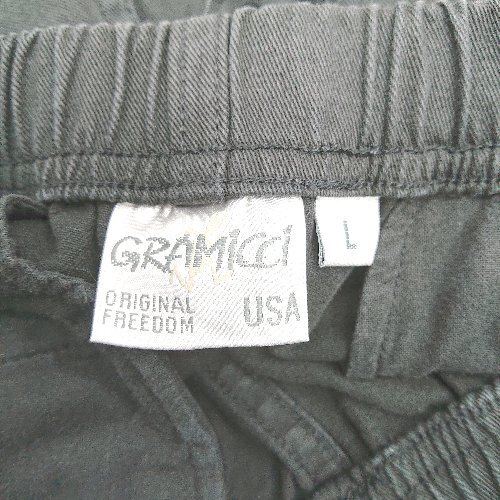 GRAMiCCi
L
ORIGINAL
FREEDOM
USA